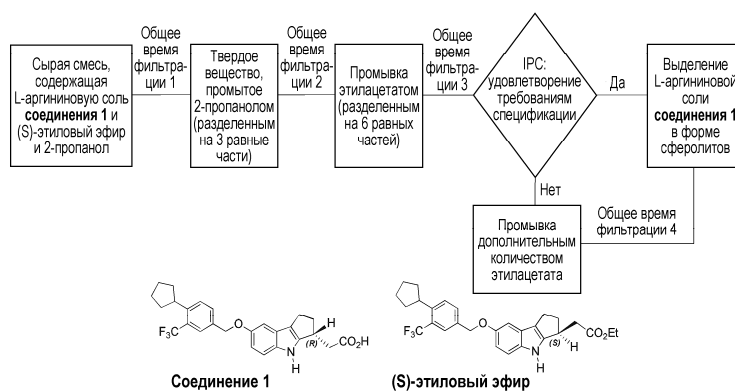 Сырая смесь,
содержащая
L-аргининовую соль
соединения 1 и
(S)-этиловый эфир
и 2-пропанол
Общее
время
фильтра-
ции 1
Твердое
вещество,
промытое
2-пропанолом
(разделенным
на 3 равные
части)
Общее
время
фильтра-
ции 2
Промывка
этилацетатом
(разделенным
на 6 равных
частей)
Общее
время
фильтра-
ции 3
IPC:
удовлетворение
требованиям
спецификации
Да
Выделение
L-аргининовой
соли
соединения 1
в форме
сферолитов
Нет
Промывка
дополнительным
количеством
этилацетата
Общее время
фильтрации 4
F₃C
O
N
H
H
(R)
CO₂H
Соединение 1
F₃C
O
N
H
H
(S)
CO₂Et
(S)-этиловый эфир